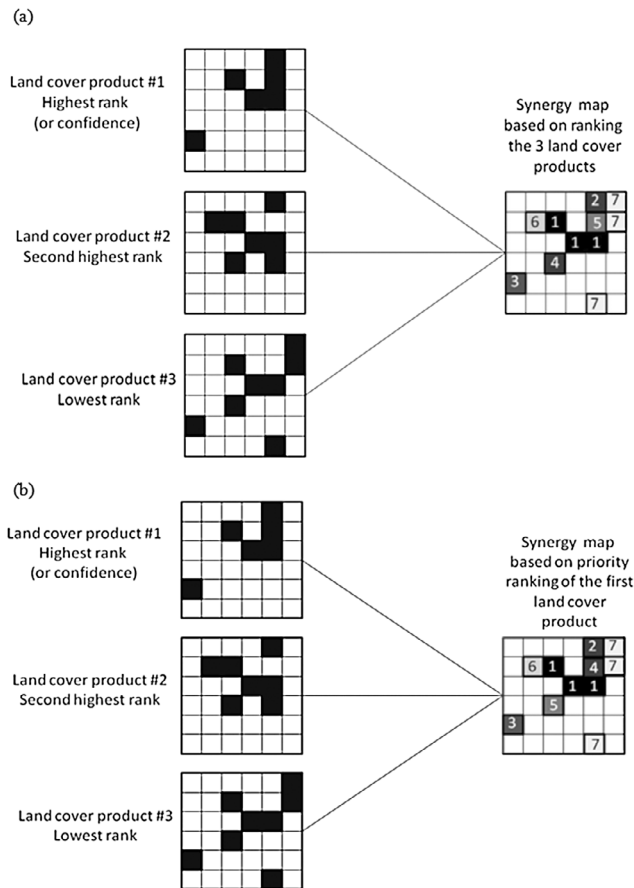 (a)
Land cover product #1
Highest rank
(or confidence)
Land cover product #2
Second highest rank
Land cover product #3
Lowest rank
Synergy map
based on ranking
the 3 land cover
products
2 7
6 1 5 7
1 1
4
3
7
(b)
Land cover product #1
Highest rank
(or confidence)
Land cover product #2
Second highest rank
Land cover product #3
Lowest rank
Synergy map
based on priority
ranking of the first
land cover
product
2 7
6 1 4 7
1 1
5
3
7